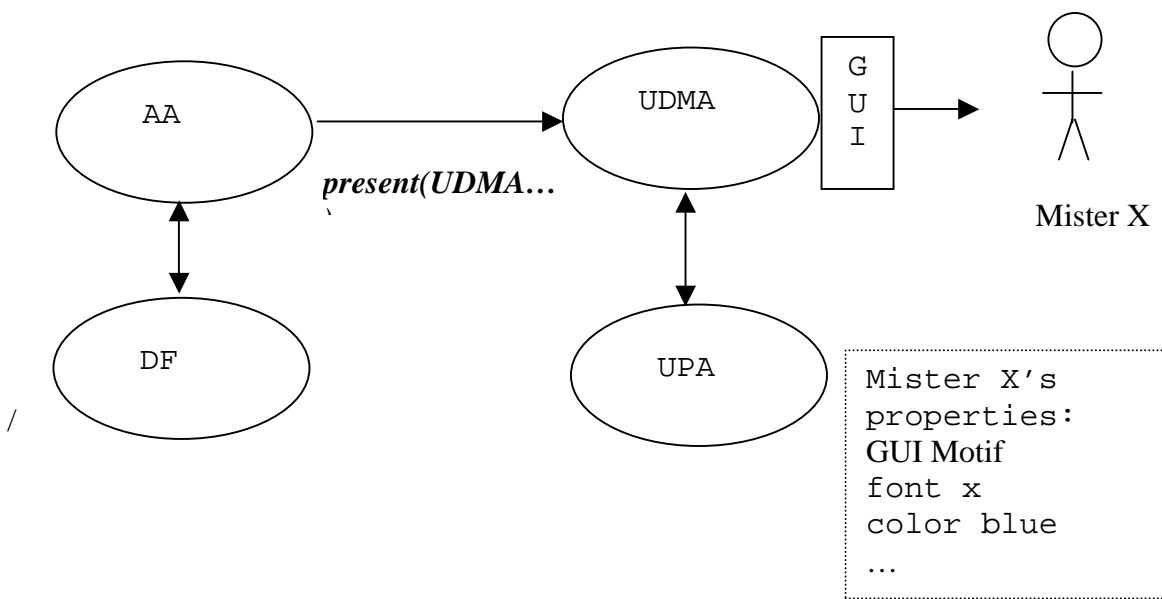 AA
UDMA
G
U
I
present(UDMA…
Mister X
DF
UPA
/
Mister X’s
properties:
GUI Motif
font x
color blue
…